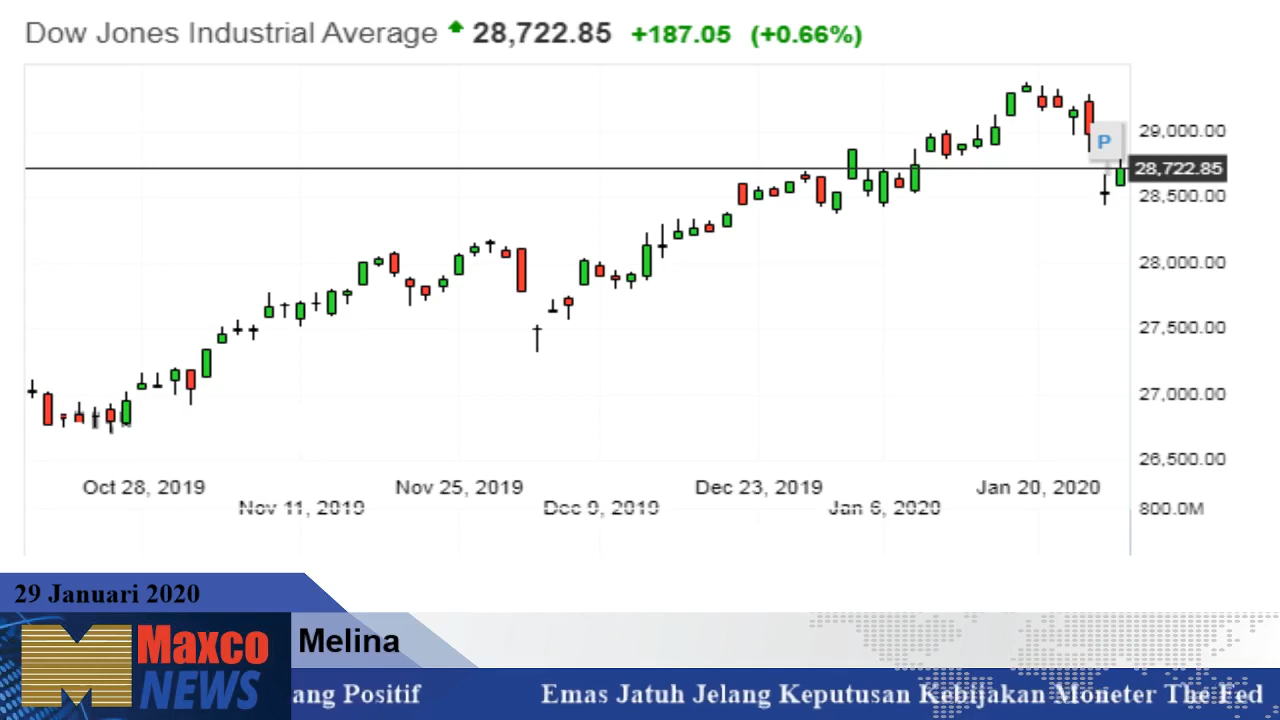 Dow Jones Industrial Average 28,722.85 +187.05 (+0.66%)
29,000.00
P
28,722.85
28,500.00
28,000.00
27,500.00
27,000.00
26,500.00
Oct 28, 2019 Nov 25, 2019 Dec 23, 2019 Jan 20, 2020
Nov 11, 2019 Dec 9, 2019 Jan 6, 2020 800.0M
29 Januari 2020
Maxco
NEWS
Melina
ang Positif Emas Jatuh Jelang Keputusan Kebijakan Moneter The Fed